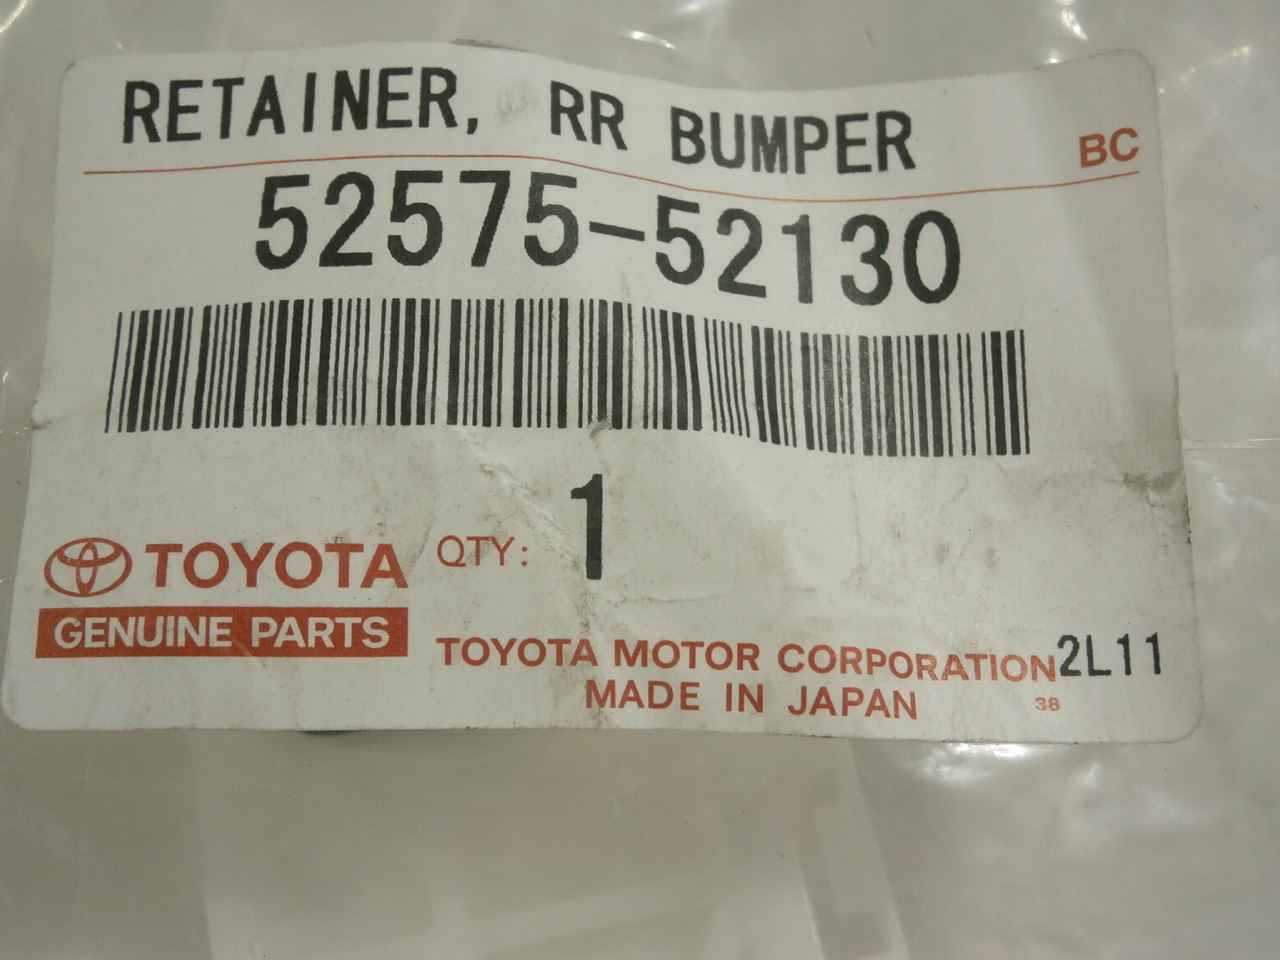 RETAINER, RR BUMPER
BC
52575-52130
1
TOYOTA
QTY:
GENUINE PARTS
TOYOTA MOTOR CORPORATION 2L11
MADE IN JAPAN
38